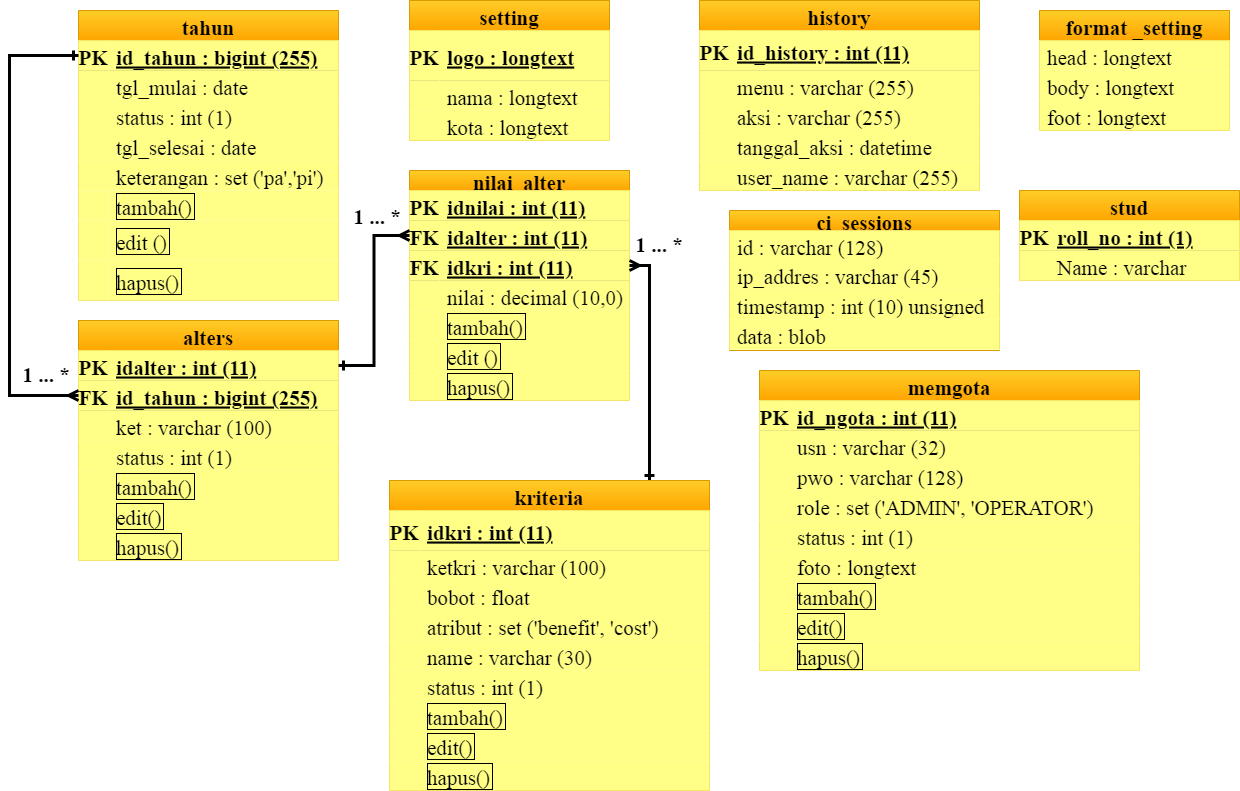 tahun
PK id_tahun : bigint (255)
tgl_mulai : date
status : int (1)
tgl_selesai : date
keterangan : set ('pa','pi')
tambah()
edit ()
hapus()
setting
PK logo : longtext
nama : longtext
kota : longtext
history
PK id_history : int (11)
menu : varchar (255)
aksi : varchar (255)
tanggal_aksi : datetime
user_name : varchar (255)
format _setting
head : longtext
body : longtext
foot : longtext
nilai_alter
PK idnilai : int (11)
FK idalter : int (11)
FK idkri : int (11)
nilai : decimal (10,0)
tambah()
edit ()
hapus()
1 ... *
1 ... *
ci_sessions
id : varchar (128)
ip_addres : varchar (45)
timestamp : int (10) unsigned
data : blob
stud
PK roll_no : int (1)
Name : varchar
alters
PK idalter : int (11)
FK id_tahun : bigint (255)
ket : varchar (100)
status : int (1)
tambah()
edit()
hapus()
1 ... *
memgota
PK id_ngota : int (11)
usn : varchar (32)
pwo : varchar (128)
role : set ('ADMIN', 'OPERATOR')
status : int (1)
foto : longtext
tambah()
edit()
hapus()
kriteria
PK idkri : int (11)
ketkri : varchar (100)
bobot : float
atribut : set ('benefit', 'cost')
name : varchar (30)
status : int (1)
tambah()
edit()
hapus()